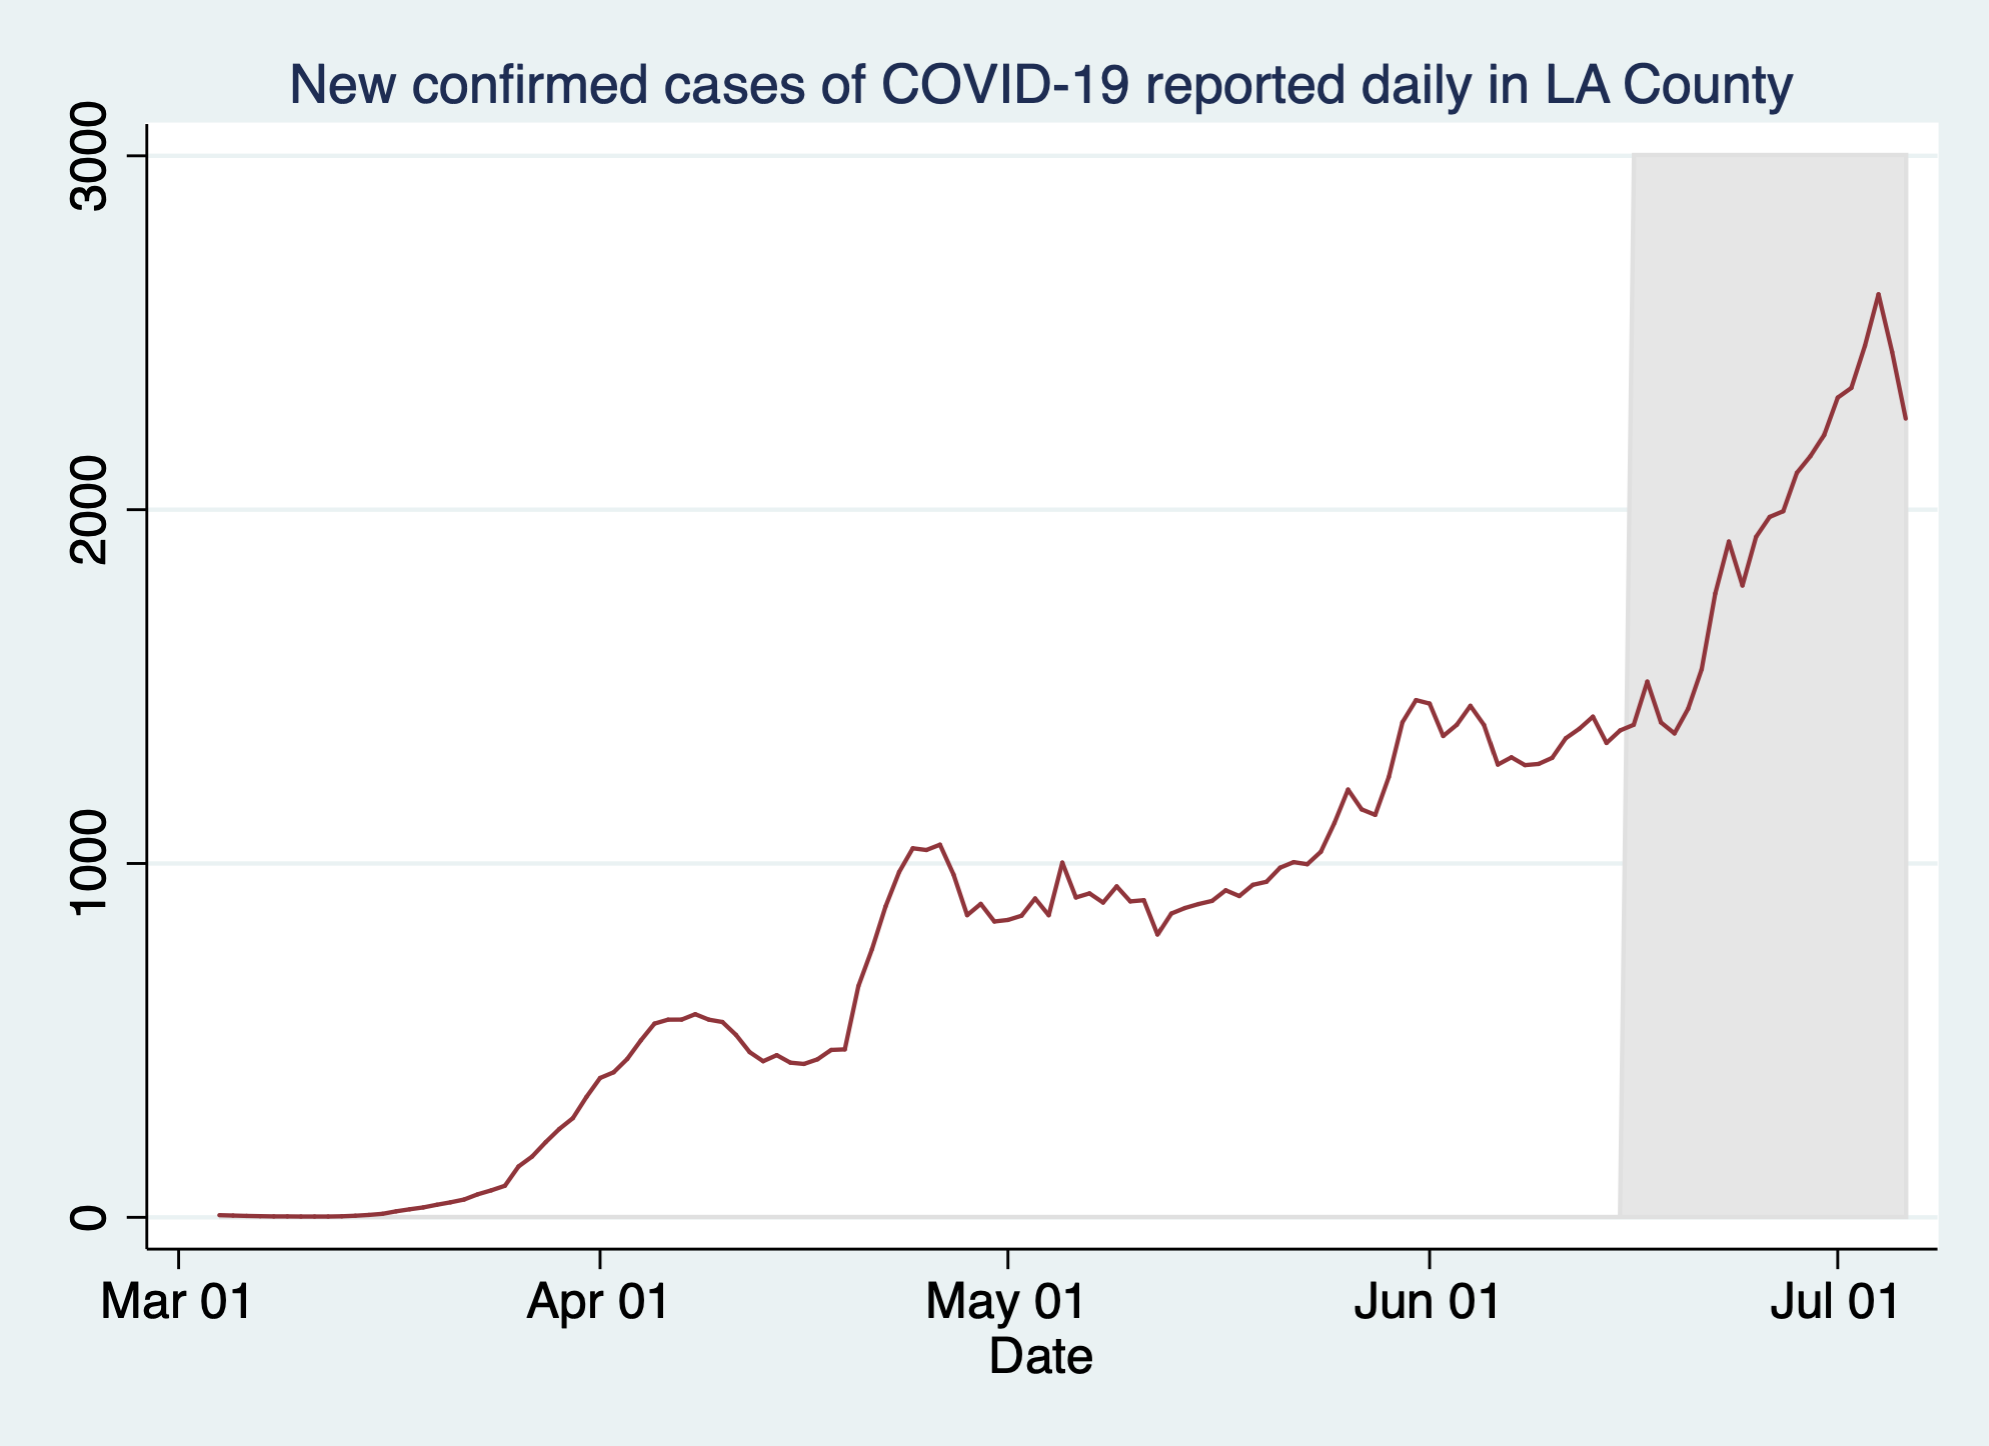 New confirmed cases of COVID-19 reported daily in LA County
3000
2000
1000
0
Mar 01 Apr 01 May 01 Jun 01 Jul 01
Date